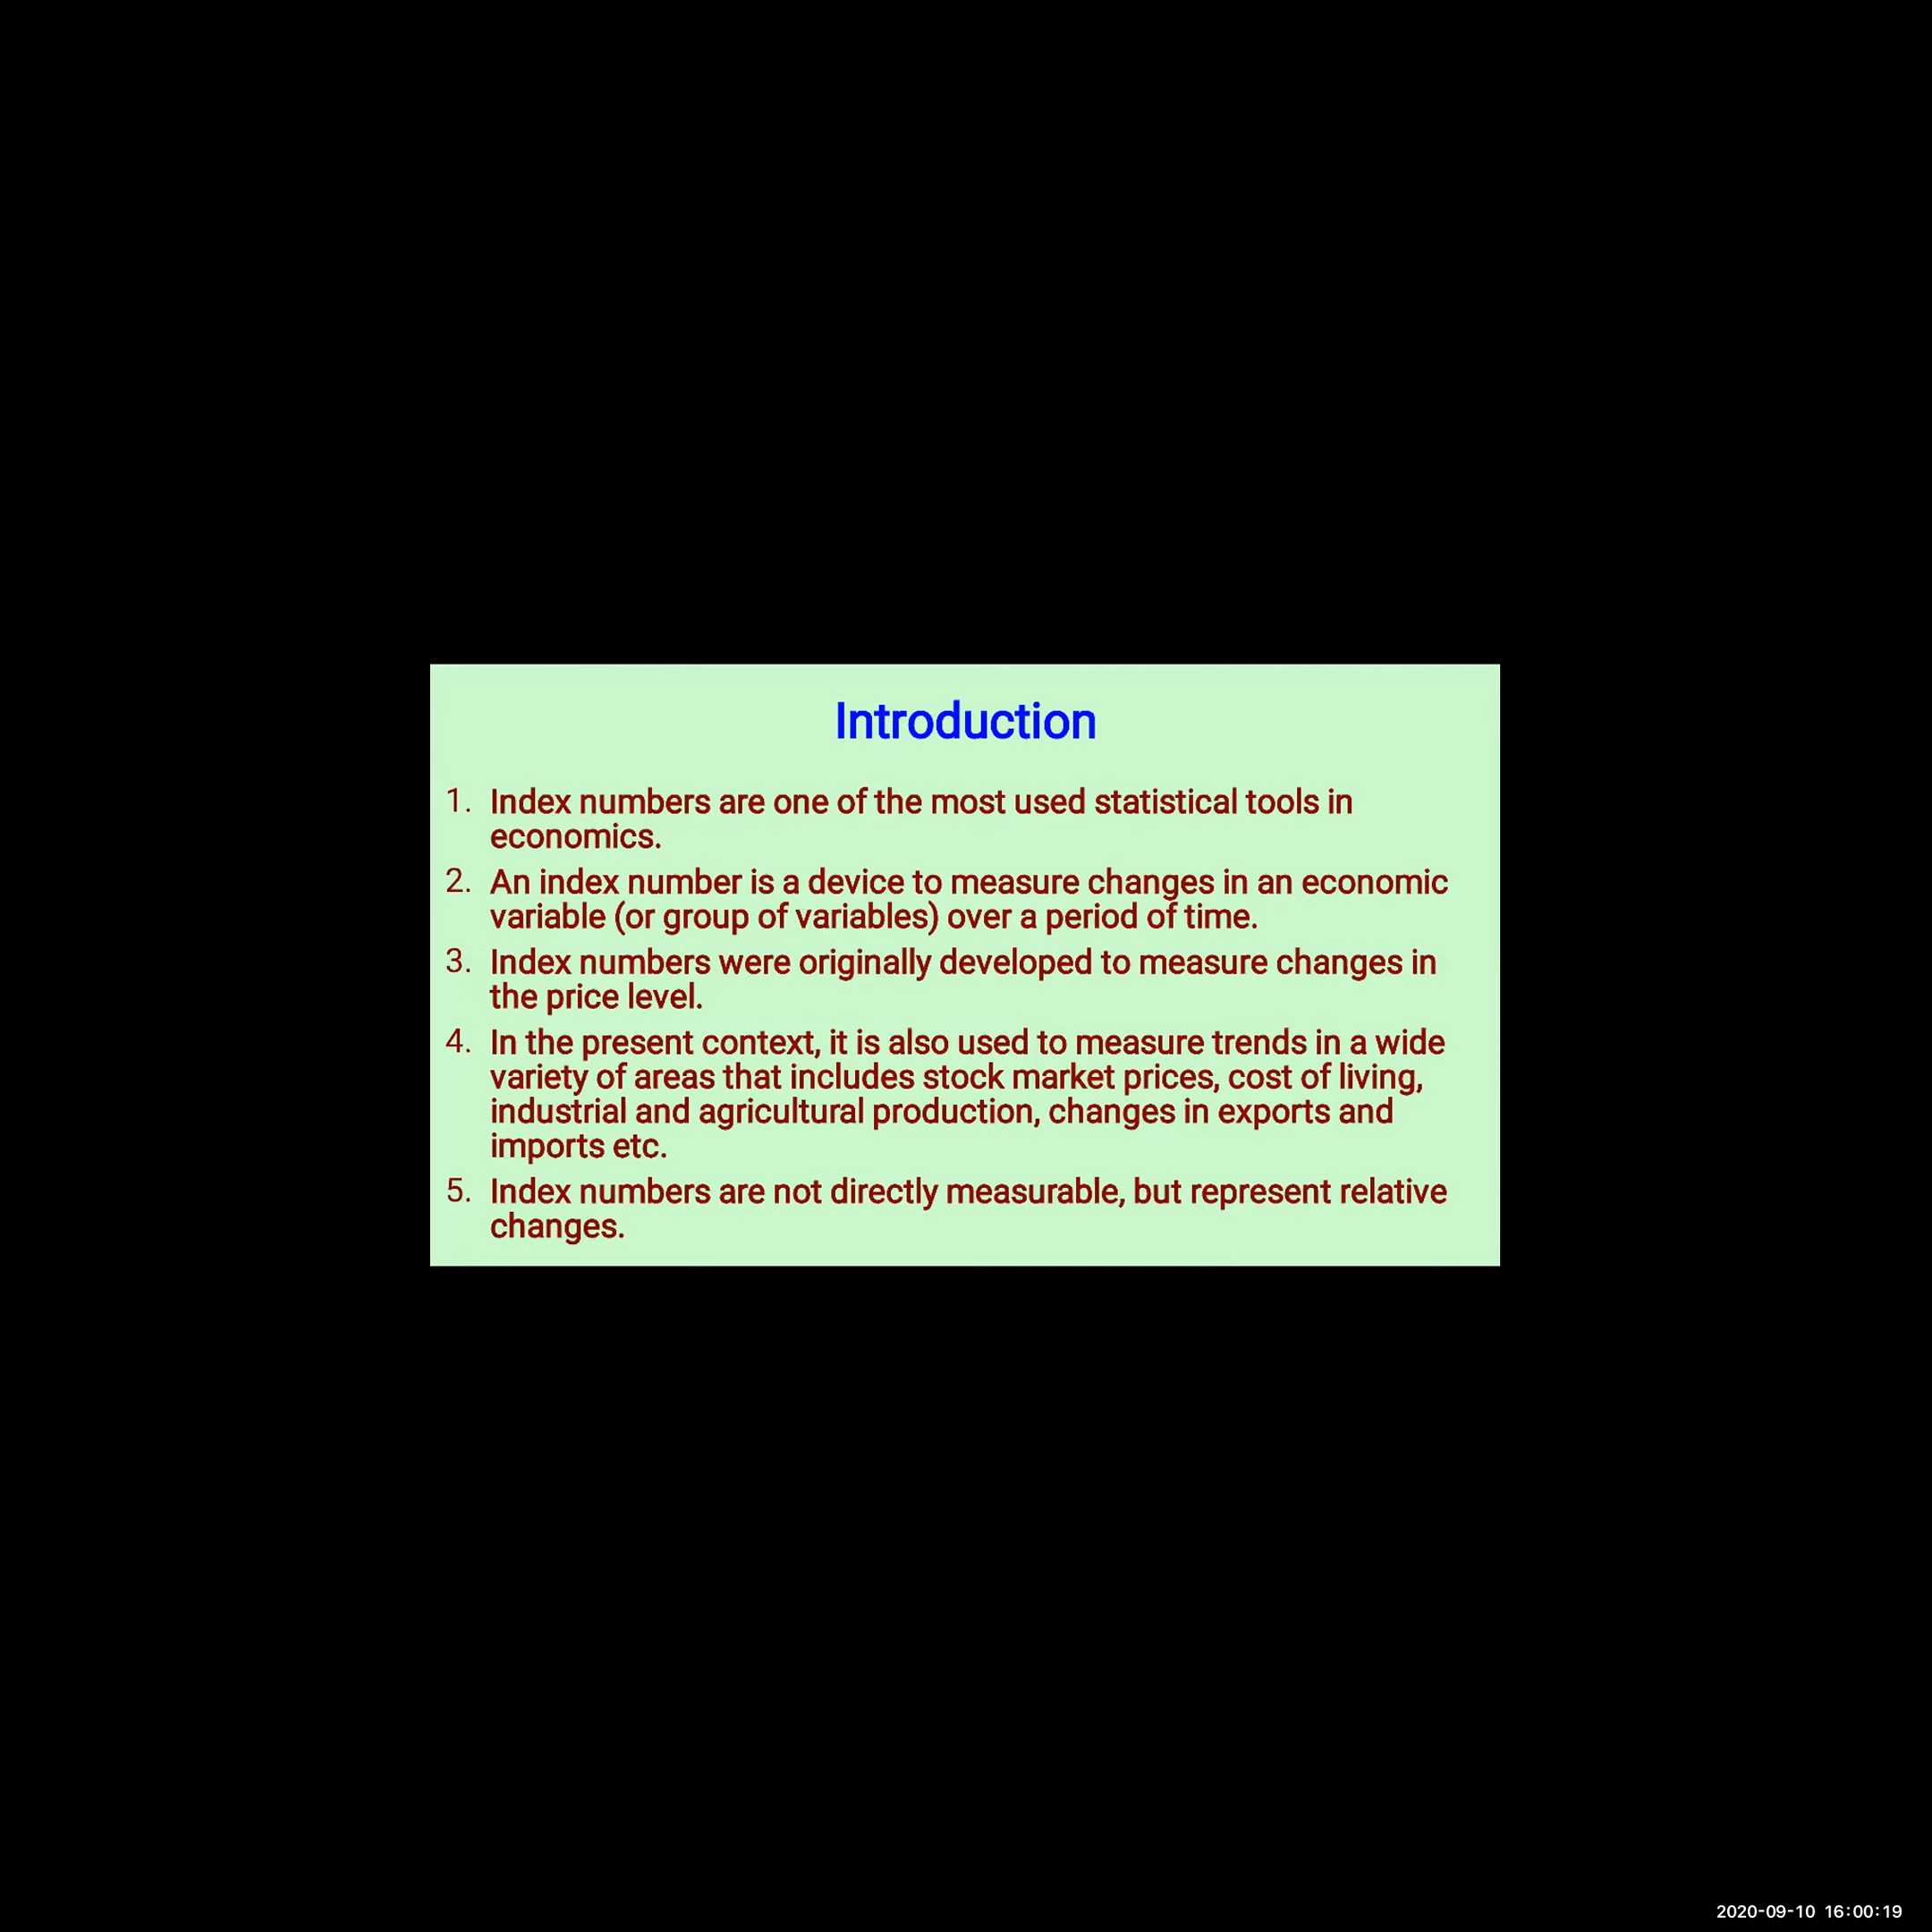 Introduction
1. Index numbers are one of the most used statistical tools in
economics.
2. An index number is a device to measure changes in an economic
variable (or group of variables) over a period of time.
3. Index numbers were originally developed to measure changes in
the price level.
4. In the present context, it is also used to measure trends in a wide
variety of areas that includes stock market prices, cost of living,
industrial and agricultural production, changes in exports and
imports etc.
5. Index numbers are not directly measurable, but represent relative
changes.
2020-09-10 16:00:19